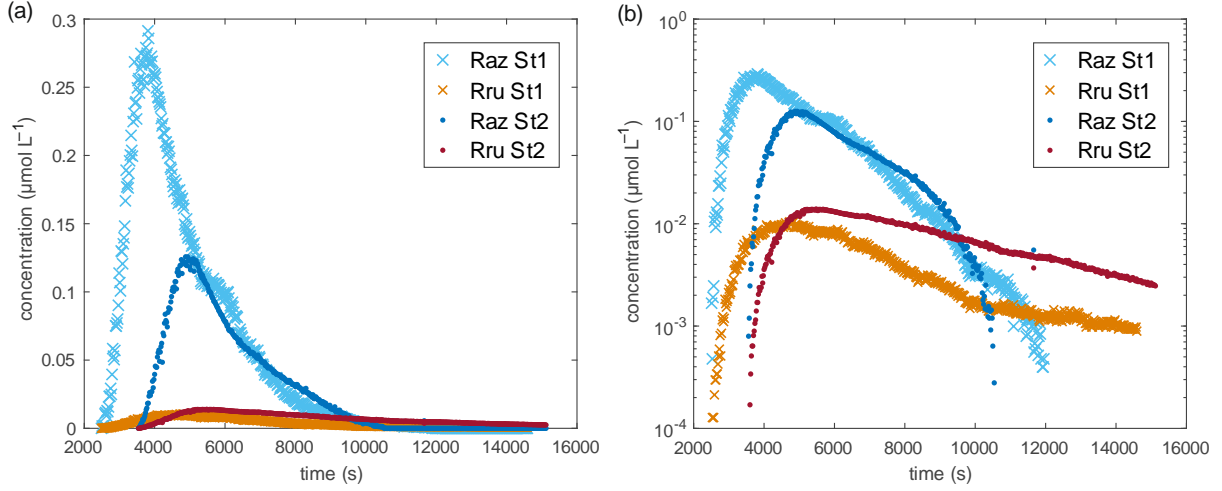 (a)
0.3
0.25
0.2
0.15
0.1
0.05
0
concentration (µmol L⁻¹)
2000 4000 6000 8000 10000 12000 14000 16000
time (s)
Raz St1
Rru St1
Raz St2
Rru St2
(b)
10⁰
10⁻¹
10⁻²
10⁻³
10⁻⁴
concentration (µmol L⁻¹)
2000 4000 6000 8000 10000 12000 14000 16000
time (s)
Raz St1
Rru St1
Raz St2
Rru St2